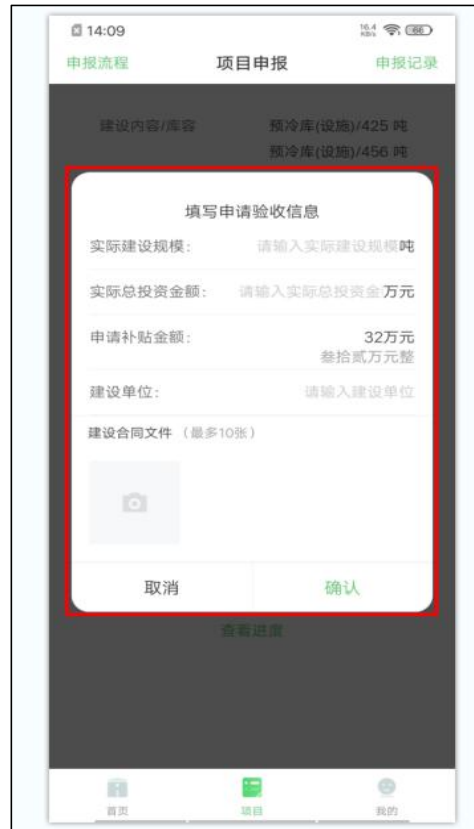 14:09
16.4 KB/s 66
申报流程 项目申报 申报记录
建设内容/库容 预冷库(设施)/425 吨
预冷库(设施)/456 吨
填写申请验收信息
实际建设规模： 请输入实际建设规模吨
实际总投资金额： 请输入实际总投资金 万元
申请补贴金额： 32万元
叁拾贰万元整
建设单位： 请输入建设单位
建设合同文件 （最多10张）
取消 确认
查看进度
首页 项目 我的